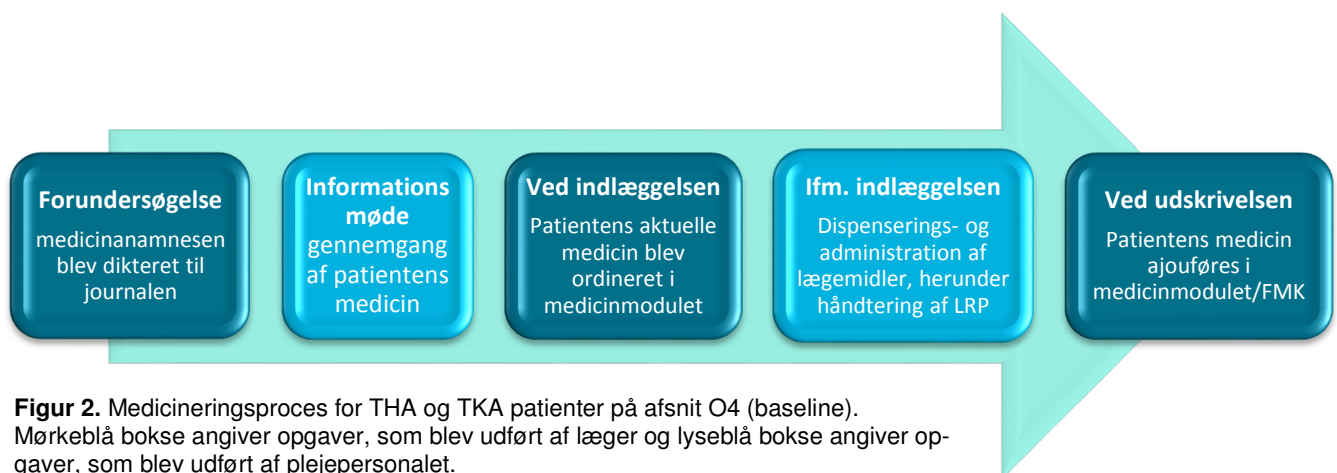 Forundersøgelse
medicinanamnesen
blev dikteret til
journalen
Informations
møde
gennemgang
af patientens
medicin
Ved indlæggelsen
Patientens aktuelle
medicin blev
ordineret i
medicinmodulet
Ifm. indlæggelsen
Dispenserings- og
administration af
lægemidler, herunder
håndtering af LRP
Ved udskrivelsen
Patientens medicin
ajouføres i
medicinmodulet/FMK
Figur 2. Medicineringsproces for THA og TKA patienter på afsnit O4 (baseline).
Mørkeblå bokse angiver opgaver, som blev udført af læger og lyseblå bokse angiver op-
gaver, som blev udført af plejepersonalet.